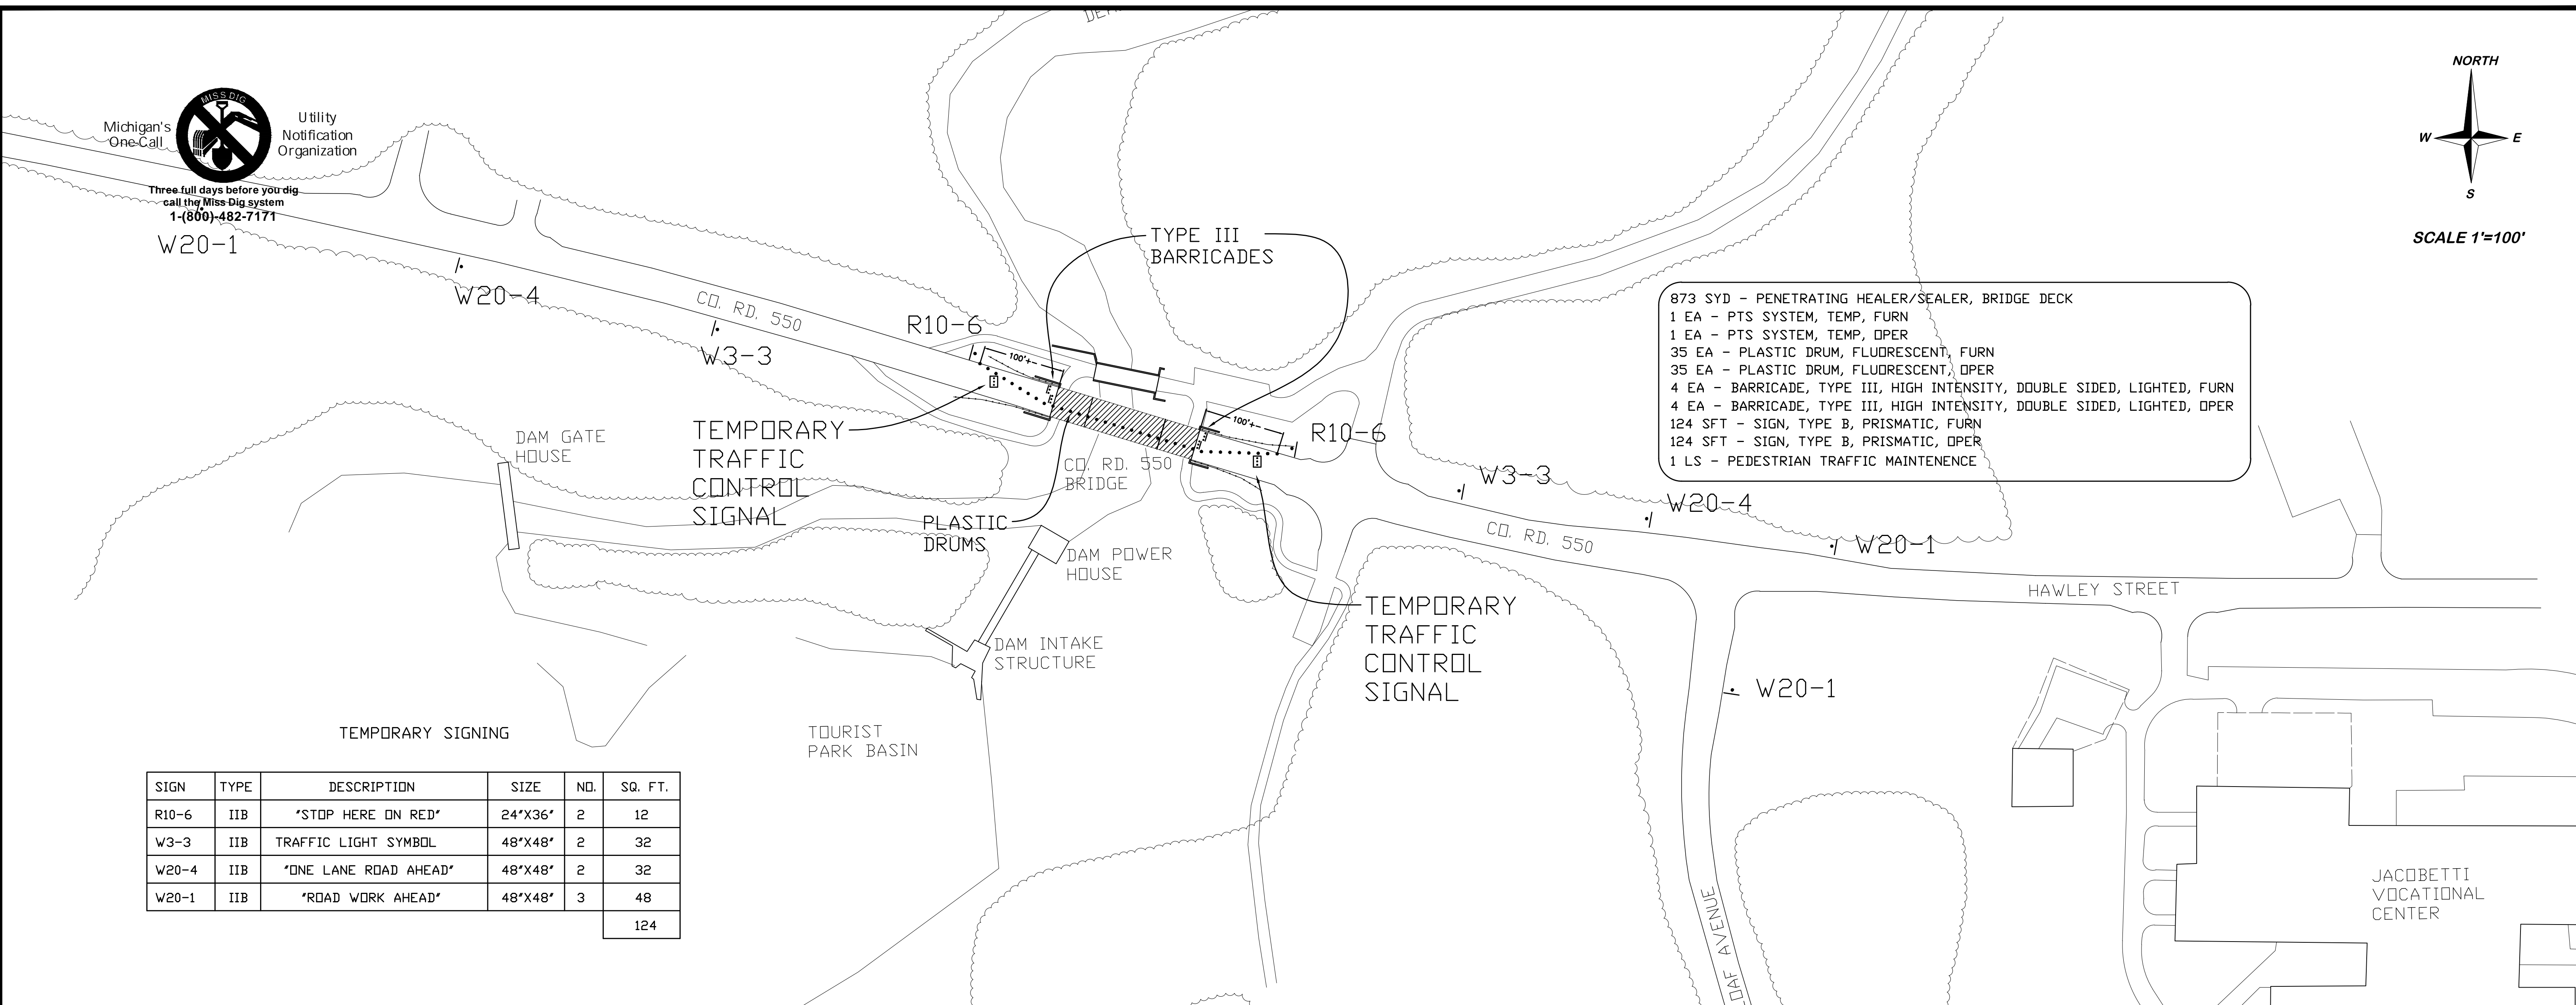 MISS DIG
Michigan's
One-Call
Utility
Notification
Organization
Three full days before you dig
call the Miss Dig system
1-(800)-482-7171
NORTH
W E
S
SCALE 1'=100'
W20-1
W20-4
W3-3
CO. RD. 550
R10-6
100'+-
TYPE III
BARRICADES
873 SYD - PENETRATING HEALER/SEALER, BRIDGE DECK
1 EA - PTS SYSTEM, TEMP, FURN
1 EA - PTS SYSTEM, TEMP, OPER
35 EA - PLASTIC DRUM, FLUORESCENT, FURN
35 EA - PLASTIC DRUM, FLUORESCENT, OPER
4 EA - BARRICADE, TYPE III, HIGH INTENSITY, DOUBLE SIDED, LIGHTED, FURN
4 EA - BARRICADE, TYPE III, HIGH INTENSITY, DOUBLE SIDED, LIGHTED, OPER
124 SFT - SIGN, TYPE B, PRISMATIC, FURN
124 SFT - SIGN, TYPE B, PRISMATIC, OPER
1 LS - PEDESTRIAN TRAFFIC MAINTENENCE
DAM GATE
HOUSE
TEMPORARY
TRAFFIC
CONTROL
SIGNAL
PLASTIC
DRUMS
CO. RD. 550
BRIDGE
100'+-
R10-6
W3-3
W20-4
W20-1
CO. RD. 550
HAWLEY STREET
DAM POWER
HOUSE
DAM INTAKE
STRUCTURE
TEMPORARY
TRAFFIC
CONTROL
SIGNAL
W20-1
TOURIST
PARK BASIN
TEMPORARY SIGNING
SIGN TYPE DESCRIPTION SIZE NO. SQ. FT.
R10-6 IIB "STOP HERE ON RED" 24"X36" 2 12
W3-3 IIB TRAFFIC LIGHT SYMBOL 48"X48" 2 32
W20-4 IIB "ONE LANE ROAD AHEAD" 48"X48" 2 32
W20-1 IIB "ROAD WORK AHEAD" 48"X48" 3 48
124
AVENUE
JACOBETTI
VOCATIONAL
CENTER